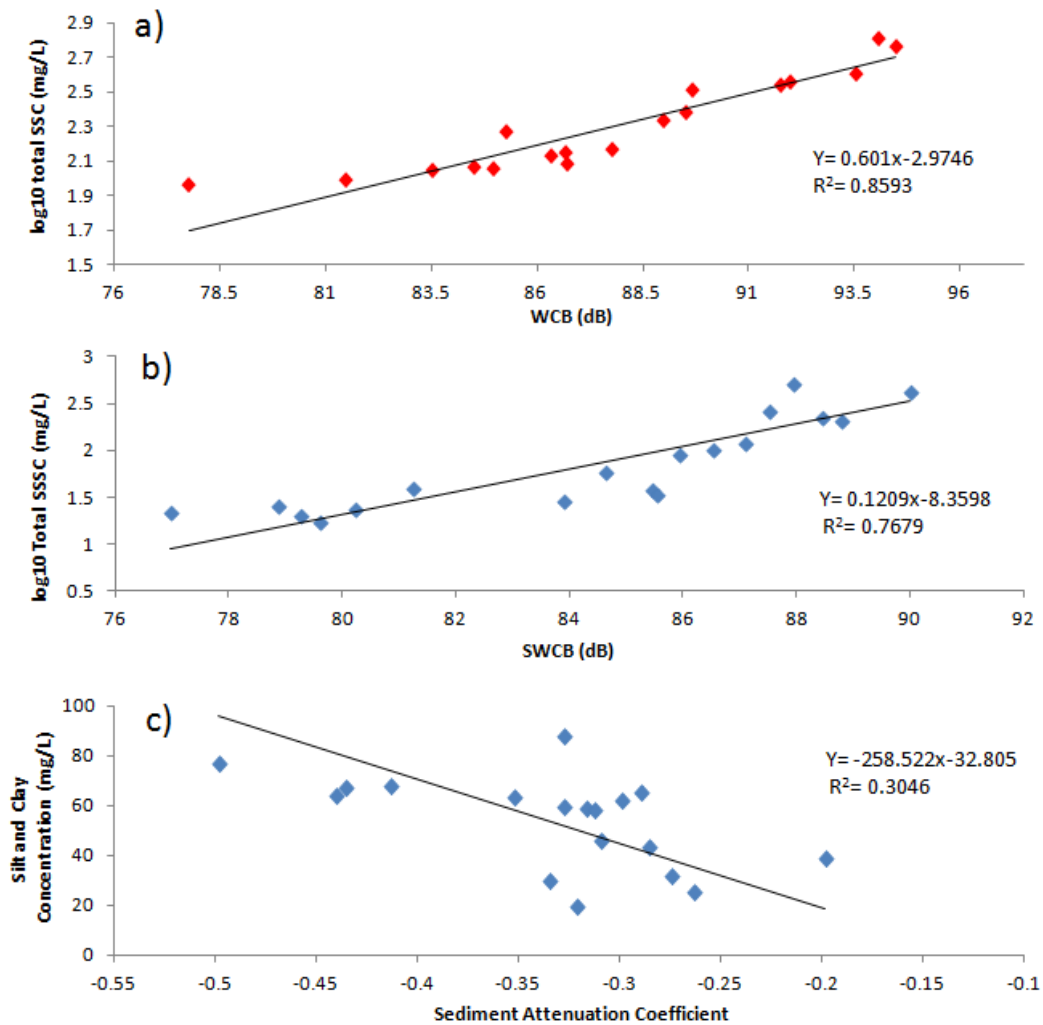 a)
2.9
2.7
2.5
2.3
2.1
1.9
1.7
1.5
log10 total SSC (mg/L)
Y= 0.601x-2.9746
R²= 0.8593
76 78.5 81 83.5 86 88.5 91 93.5 96
WCB (dB)
b)
3
2.5
2
1.5
1
0.5
log10 Total SSSC (mg/L)
Y= 0.1209x-8.3598
R²= 0.7679
76 78 80 82 84 86 88 90 92
SWCB (dB)
c)
100
80
60
40
20
0
Silt and Clay
Concentration (mg/L)
Y= -258.522x-32.805
R²= 0.3046
-0.55 -0.5 -0.45 -0.4 -0.35 -0.3 -0.25 -0.2 -0.15 -0.1
Sediment Attenuation Coefficient